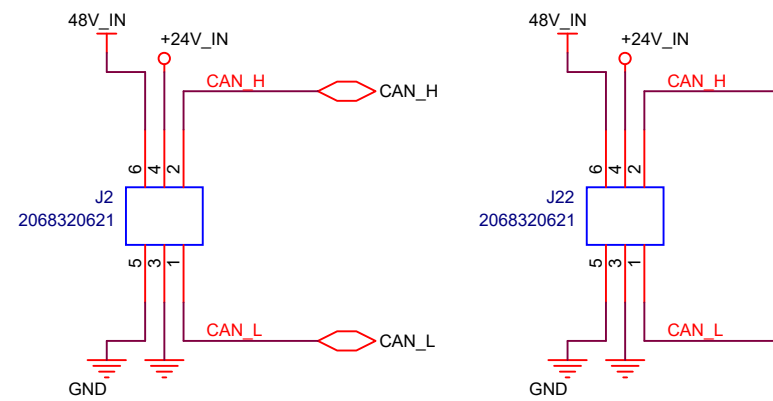 48V_IN
+24V_IN
CAN_H
CAN_H
6
4
2
J2
2068320621
5
3
1
CAN_L
CAN_L
GND
48V_IN
+24V_IN
CAN_H
6
4
2
J22
2068320621
5
3
1
CAN_L
GND